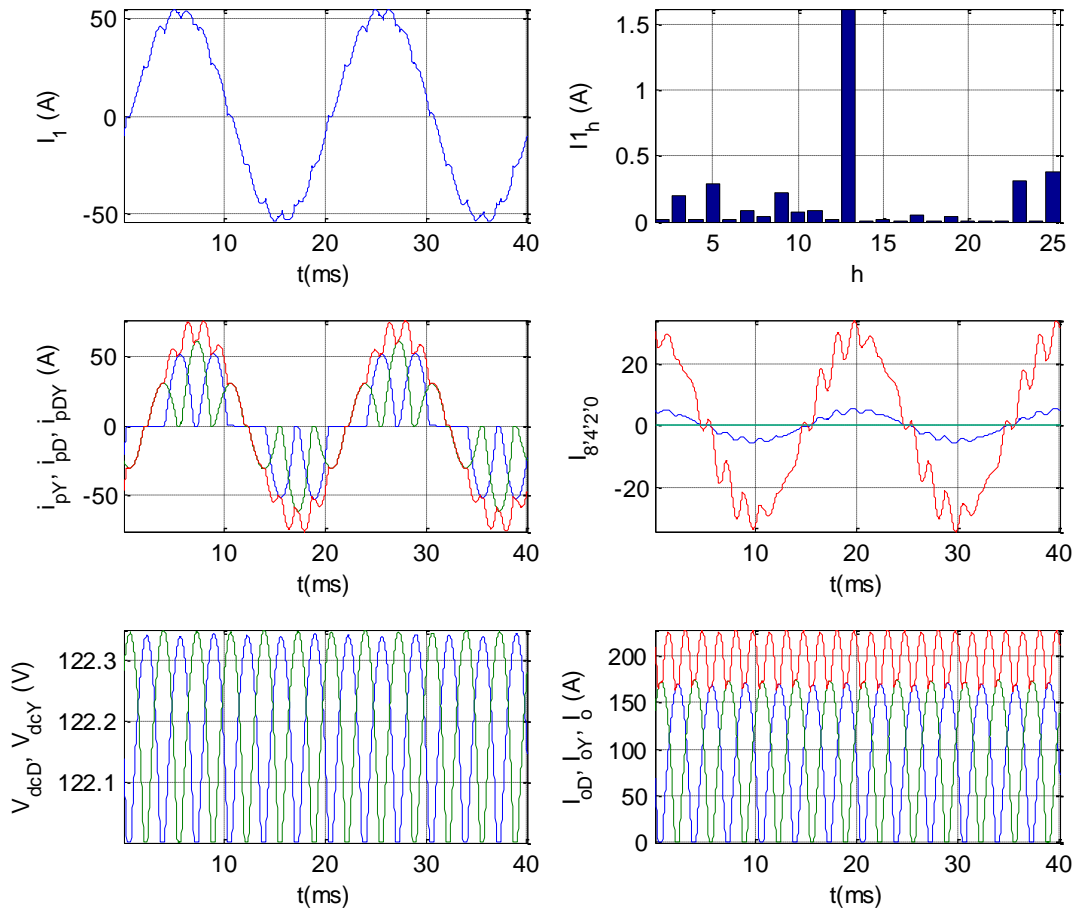 50
0
-50
10 20 30 40
I1 (A)
t(ms)
1.5
1
0.5
0
5 10 15 20 25
I1h (A)
h
50
0
-50
10 20 30 40
ipY, ipD, ipDY (A)
t(ms)
20
0
-20
10 20 30 40
I8'4'2'0
t(ms)
122.3
122.2
122.1
10 20 30 40
VdcD, VdcY (V)
t(ms)
200
150
100
50
0
10 20 30 40
IoD, IoY, Io (A)
t(ms)